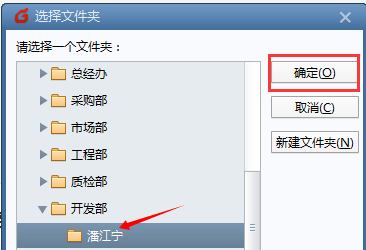 选择文件夹
请选择一个文件夹：
总经办
采购部
市场部
工程部
质检部
开发部
潘江宁
确定(O)
取消(C)
新建文件夹(N)